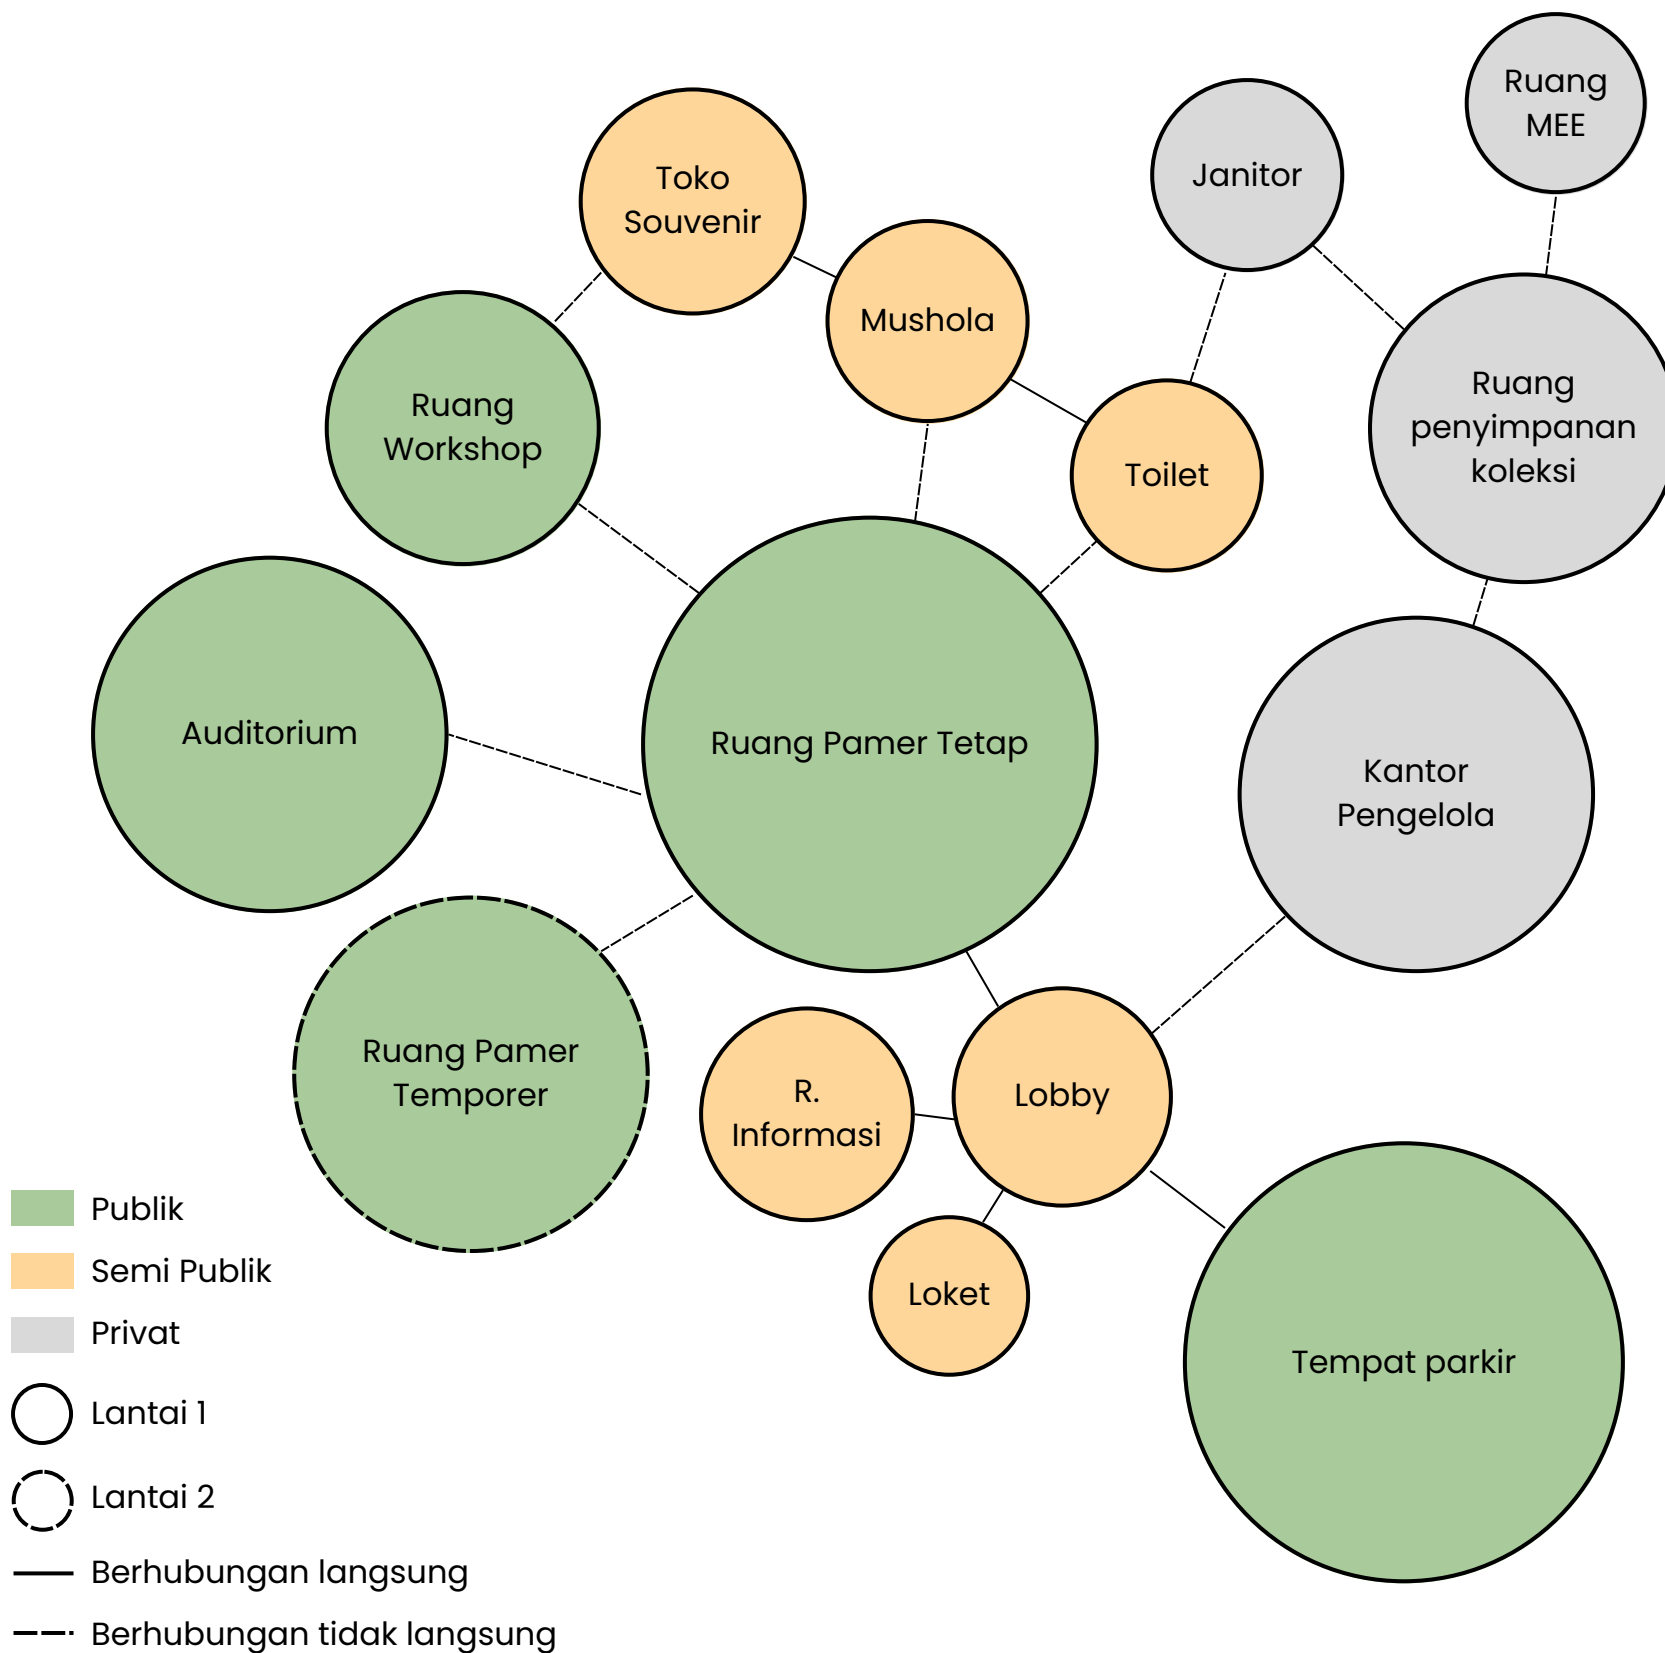 Ruang
MEE
Janitor
Toko
Souvenir
Mushola
Ruang
Workshop
Toilet
Ruang
penyimpanan
koleksi
Auditorium
Ruang Pamer Tetap
Kantor
Pengelola
Ruang Pamer
Temporer
R.
Informasi
Lobby
Loket
Tempat parkir
Publik
Semi Publik
Privat
Lantai 1
Lantai 2
Berhubungan langsung
Berhubungan tidak langsung